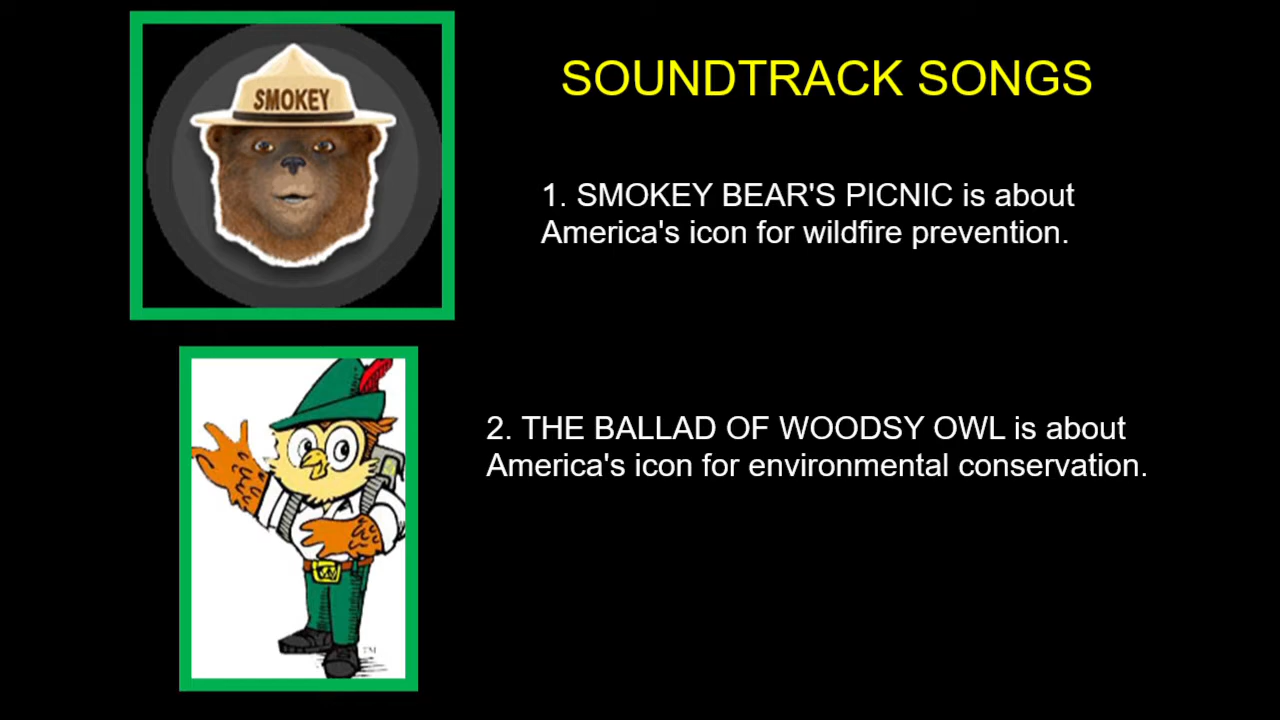 SMOKEY
SOUNDTRACK SONGS
1. SMOKEY BEAR'S PICNIC is about
America's icon for wildfire prevention.
2. THE BALLAD OF WOODSY OWL is about
America's icon for environmental conservation.
TM